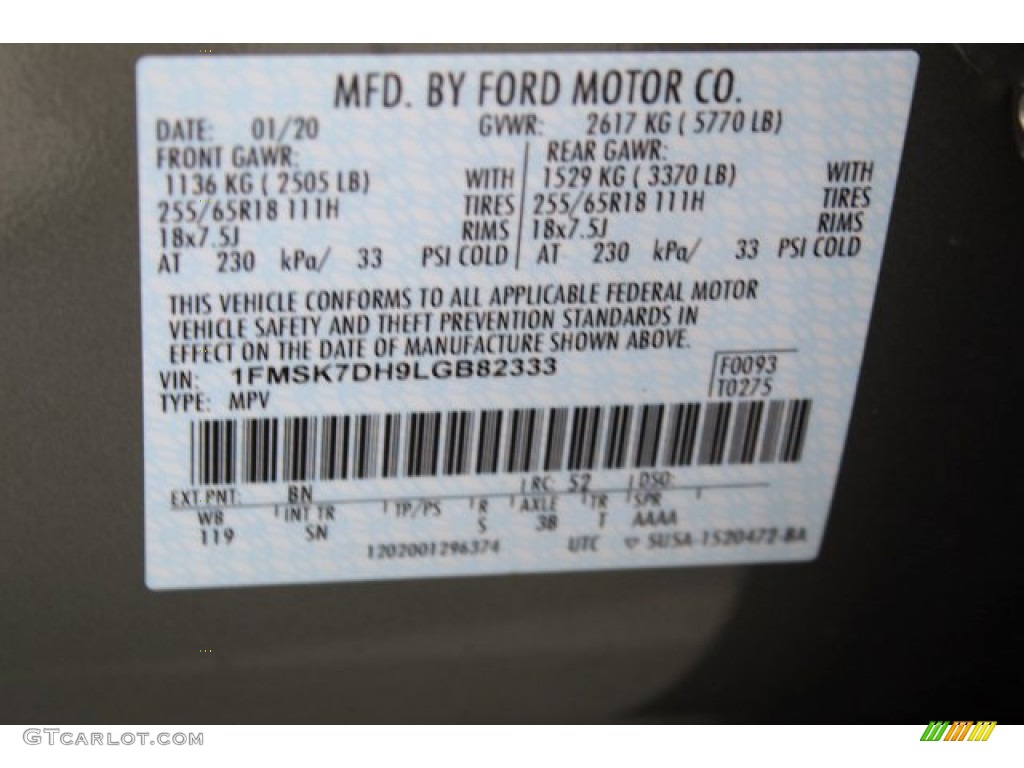 MFD. BY FORD MOTOR CO.
DATE: 01/20 GVWR: 2617 KG ( 5770 LB)
FRONT GAWR: REAR GAWR:
1136 KG ( 2505 LB) WITH 1529 KG ( 3370 LB) WITH
255/65R18 111H TIRES 255/65R18 111H TIRES
18x7.5J RIMS 18x7.5J RIMS
AT 230 kPa/ 33 PSI COLD AT 230 kPa/ 33 PSI COLD
THIS VEHICLE CONFORMS TO ALL APPLICABLE FEDERAL MOTOR
VEHICLE SAFETY AND THEFT PREVENTION STANDARDS IN
EFFECT ON THE DATE OF MANUFACTURE SHOWN ABOVE.
VIN: 1FMSK7DH9LGB82333 F0093
TYPE: MPV T0275
EXT PNT: BN RC: 52 DSO:
WB INT TR TP/PS R AXLE TR SPR
119 SN S 38 T AAAA
1202001296374 UTC SU5A-1520472-BA
GTCARLOT.COM